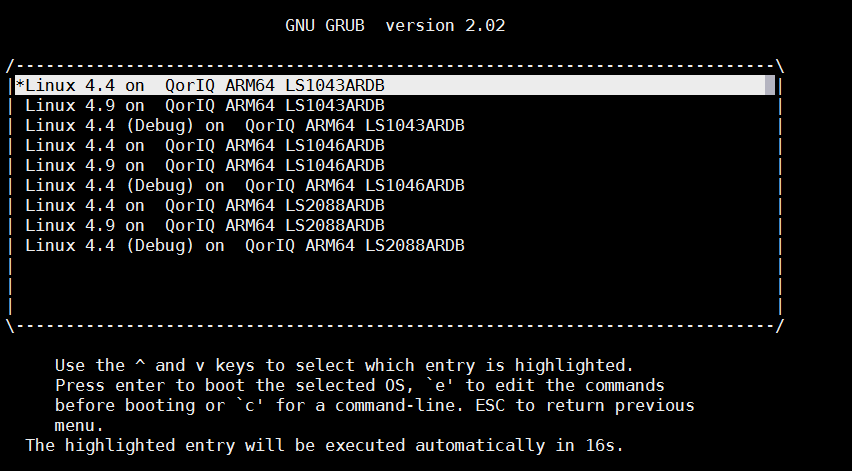 GNU GRUB  version 2.02
/----------------------------------------------------------------------------\
|*Linux 4.4 on  QorIQ ARM64 LS1043ARDB                                       |
| Linux 4.9 on  QorIQ ARM64 LS1043ARDB                                       |
| Linux 4.4 (Debug) on  QorIQ ARM64 LS1043ARDB                               |
| Linux 4.4 on  QorIQ ARM64 LS1046ARDB                                       |
| Linux 4.9 on  QorIQ ARM64 LS1046ARDB                                       |
| Linux 4.4 (Debug) on  QorIQ ARM64 LS1046ARDB                               |
| Linux 4.4 on  QorIQ ARM64 LS2088ARDB                                       |
| Linux 4.9 on  QorIQ ARM64 LS2088ARDB                                       |
| Linux 4.4 (Debug) on  QorIQ ARM64 LS2088ARDB                               |
|                                                                            |
|                                                                            |
|                                                                            |
\----------------------------------------------------------------------------/
Use the ^ and v keys to select which entry is highlighted.
Press enter to boot the selected OS, `e' to edit the commands
before booting or `c' for a command-line. ESC to return previous
menu.
The highlighted entry will be executed automatically in 16s.